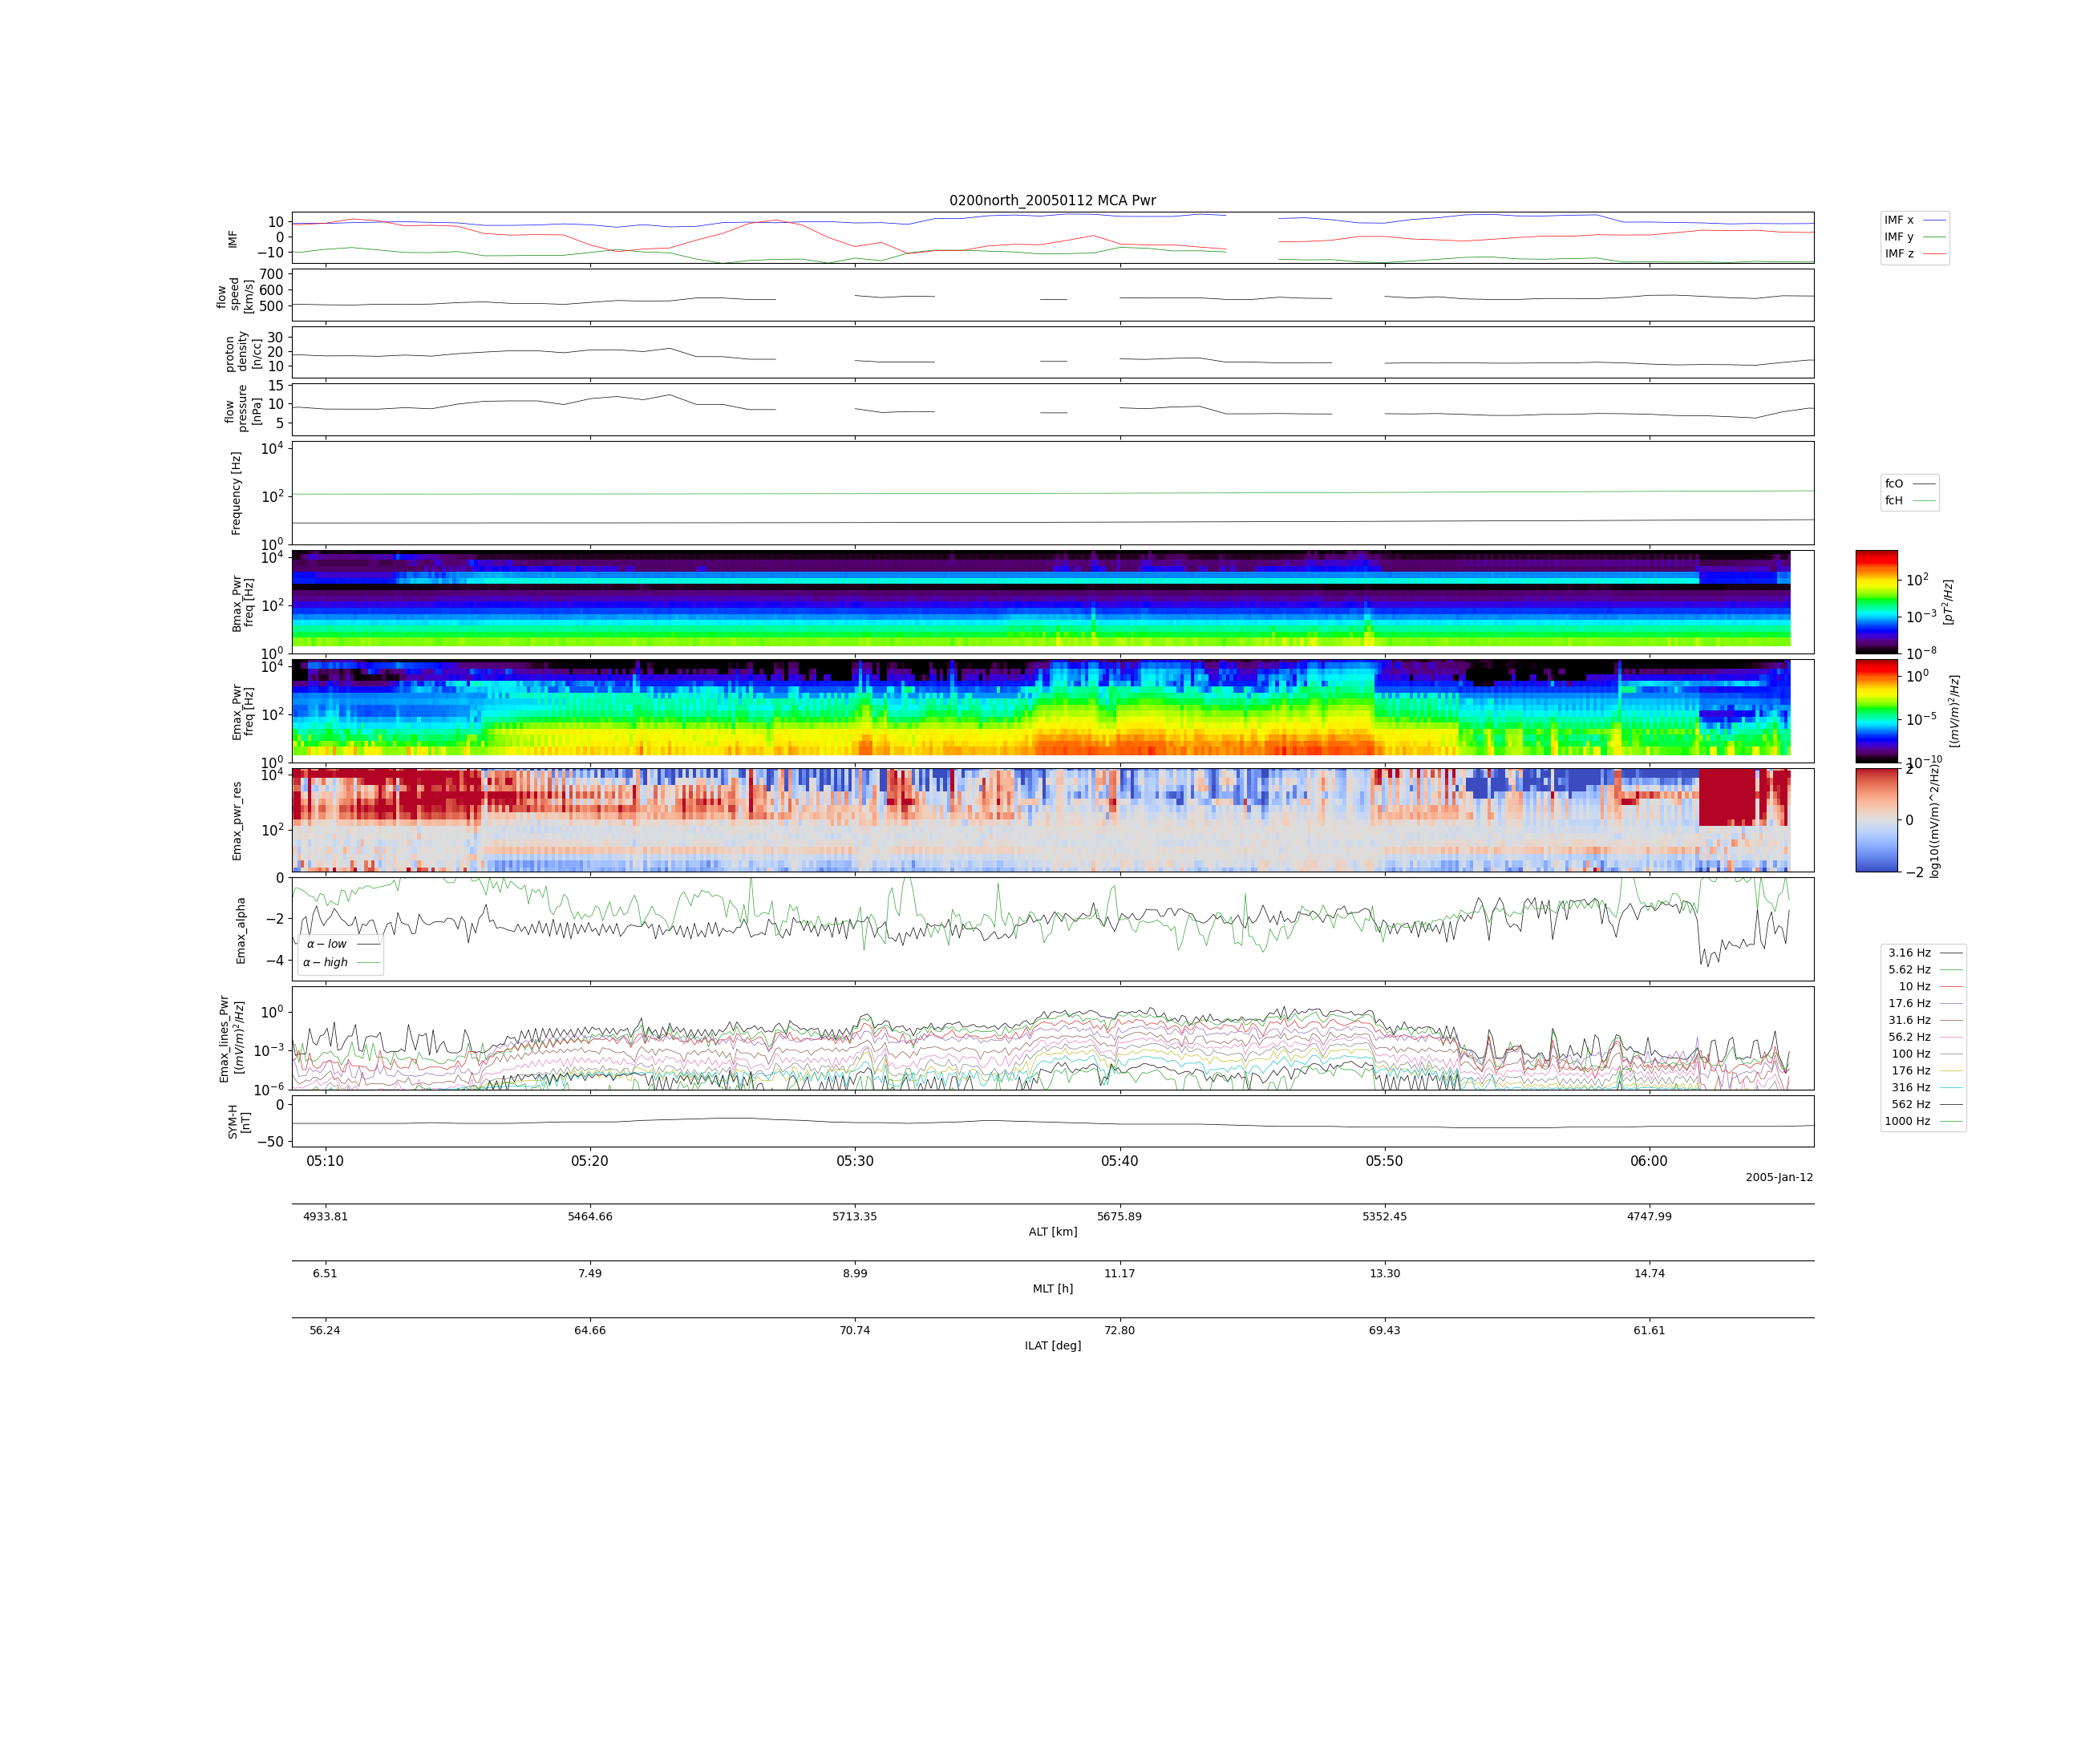 0200north_20050112 MCA Pwr
IMF
10
0
−10
IMF x
IMF y
IMF z
flow
speed
[km/s]
700
600
500
proton
density
[n/cc]
30
20
10
flow
pressure
[nPa]
15
10
5
Frequency [Hz]
10^4
10^2
10^0
fcO
fcH
Bmax_Pwr
freq [Hz]
10^4
10^2
10^0
10^2
10^−3
10^−8
[pT^2/Hz]
Emax_Pwr
freq [Hz]
10^4
10^2
10^0
10^0
10^−5
10^−10
[(mV/m)^2/Hz]
Emax_pwr_res
10^4
10^2
2
0
−2
log10((mV/m)^2/Hz)
Emax_alpha
0
−2
−4
α − low
α − high
Emax_lines_Pwr
[(mV/m)^2/Hz]
10^0
10^−3
10^−6
3.16 Hz
5.62 Hz
10 Hz
17.6 Hz
31.6 Hz
56.2 Hz
100 Hz
176 Hz
316 Hz
562 Hz
1000 Hz
SYM-H
[nT]
0
−50
05:10 05:20 05:30 05:40 05:50 06:00
2005-Jan-12
4933.81 5464.66 5713.35 5675.89 5352.45 4747.99
ALT [km]
6.51 7.49 8.99 11.17 13.30 14.74
MLT [h]
56.24 64.66 70.74 72.80 69.43 61.61
ILAT [deg]